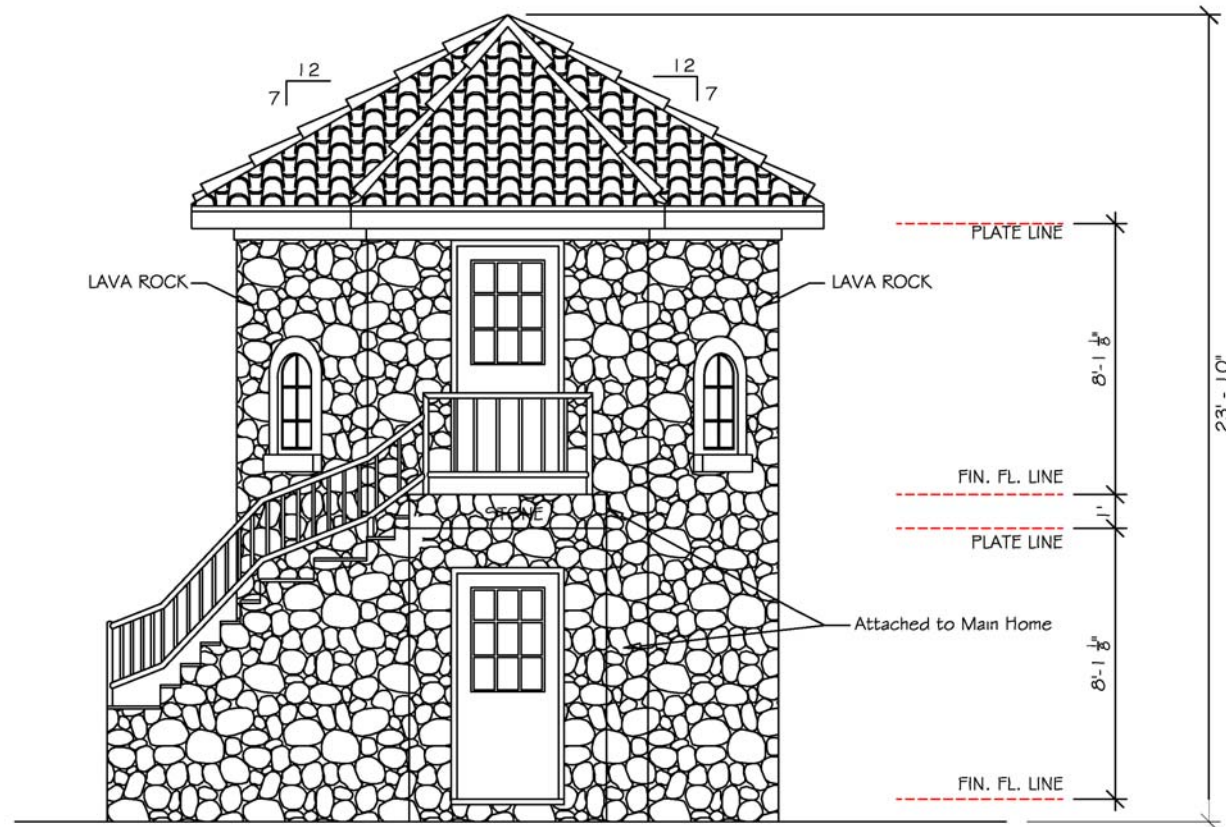 12
7
12
7
PLATE LINE
LAVA ROCK
LAVA ROCK
8'-1 1/8"
23' - 10"
FIN. FL. LINE
STONE
1'
PLATE LINE
Attached to Main Home
8'-1 1/8"
FIN. FL. LINE